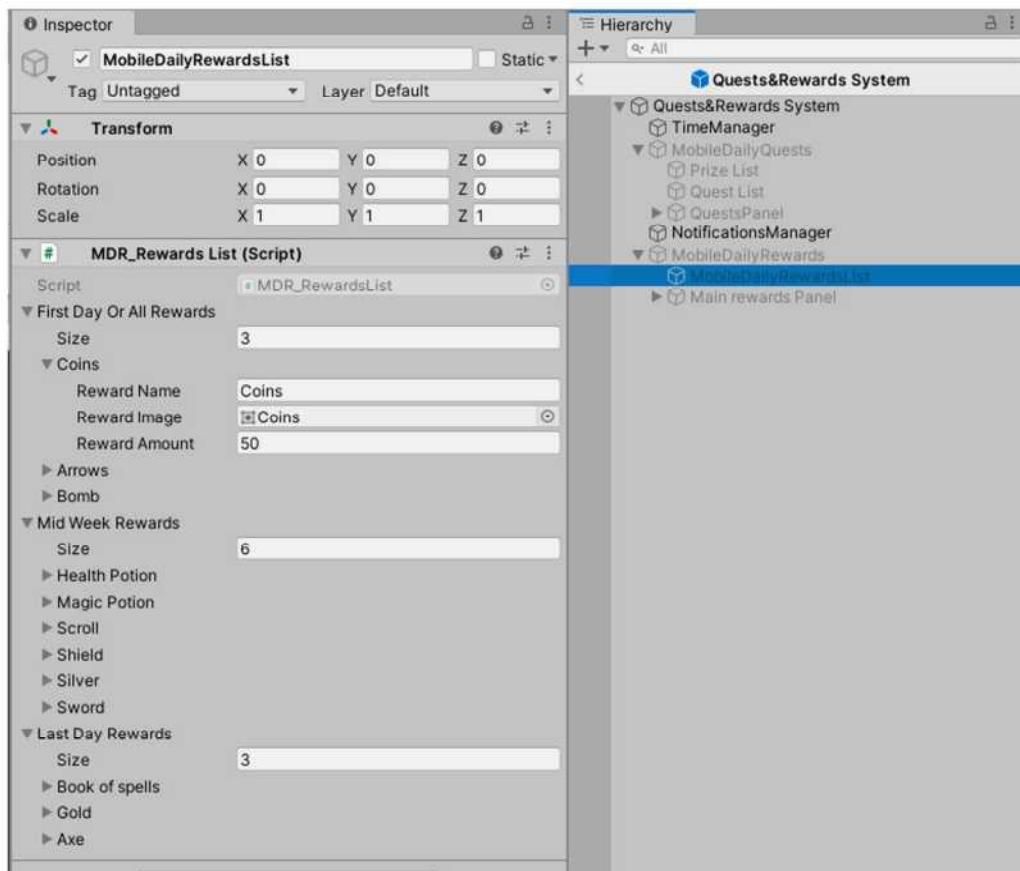 Inspector
MobileDailyRewardsList
Static
Tag Untagged Layer Default
Transform
Position X 0 Y 0 Z 0
Rotation X 0 Y 0 Z 0
Scale X 1 Y 1 Z 1
# MDR_Rewards List (Script)
Script # MDR_RewardsList
First Day Or All Rewards
Size 3
Coins
Reward Name Coins
Reward Image Coins
Reward Amount 50
Arrows
Bomb
Mid Week Rewards
Size 6
Health Potion
Magic Potion
Scroll
Shield
Silver
Sword
Last Day Rewards
Size 3
Book of spells
Gold
Axe
Hierarchy
All
Quests&Rewards System
Quests&Rewards System
TimeManager
MobileDailyQuests
Prize List
Quest List
QuestsPanel
NotificationsManager
MobileDailyRewards
MobileDailyRewardsList
Main rewards Panel